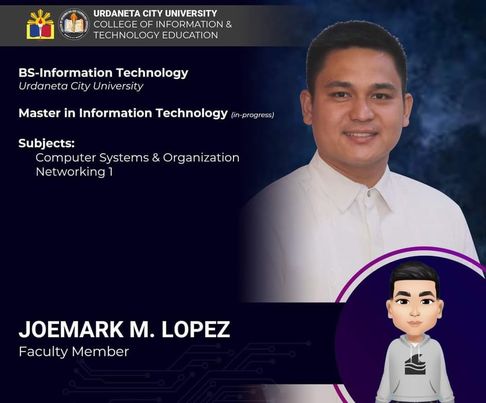 URDANETA CITY UNIVERSITY
COLLEGE OF INFORMATION &
TECHNOLOGY EDUCATION
BS-Information Technology
Urdaneta City University
Master in Information Technology (in-progress)
Subjects:
Computer Systems & Organization
Networking 1
JOEMARK M. LOPEZ
Faculty Member